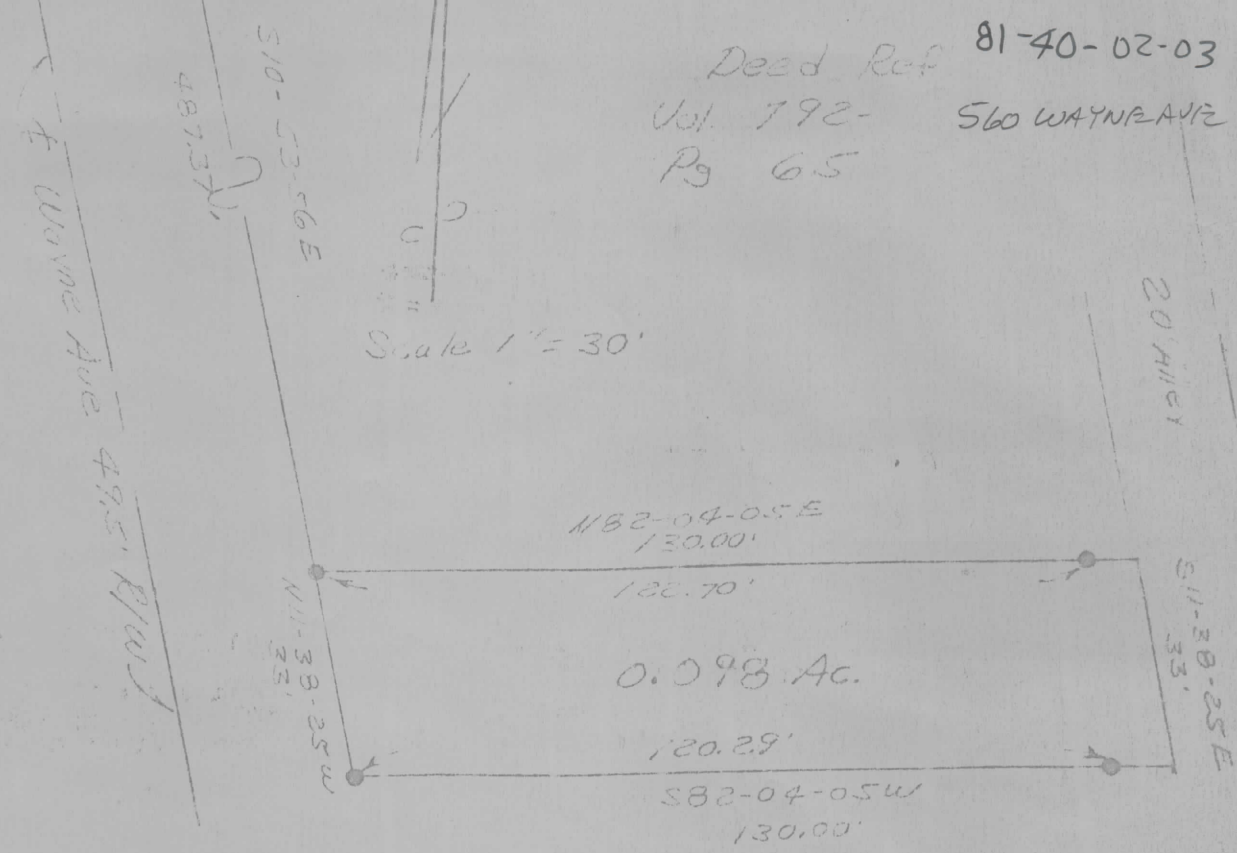 81-40-02-03
Deed Ref
560 WAYNE AVE
Vol. 792-
Pg 65
S10-53-56E
487.37'
Wayne Ave 49.5' R/W
20' Alley
Scale 1" = 30'
N82-04-05E
130.00'
122.70'
N11-38-25W
33'
S11-38-25E
33'
0.098 Ac.
120.29'
S82-04-05W
130.00'